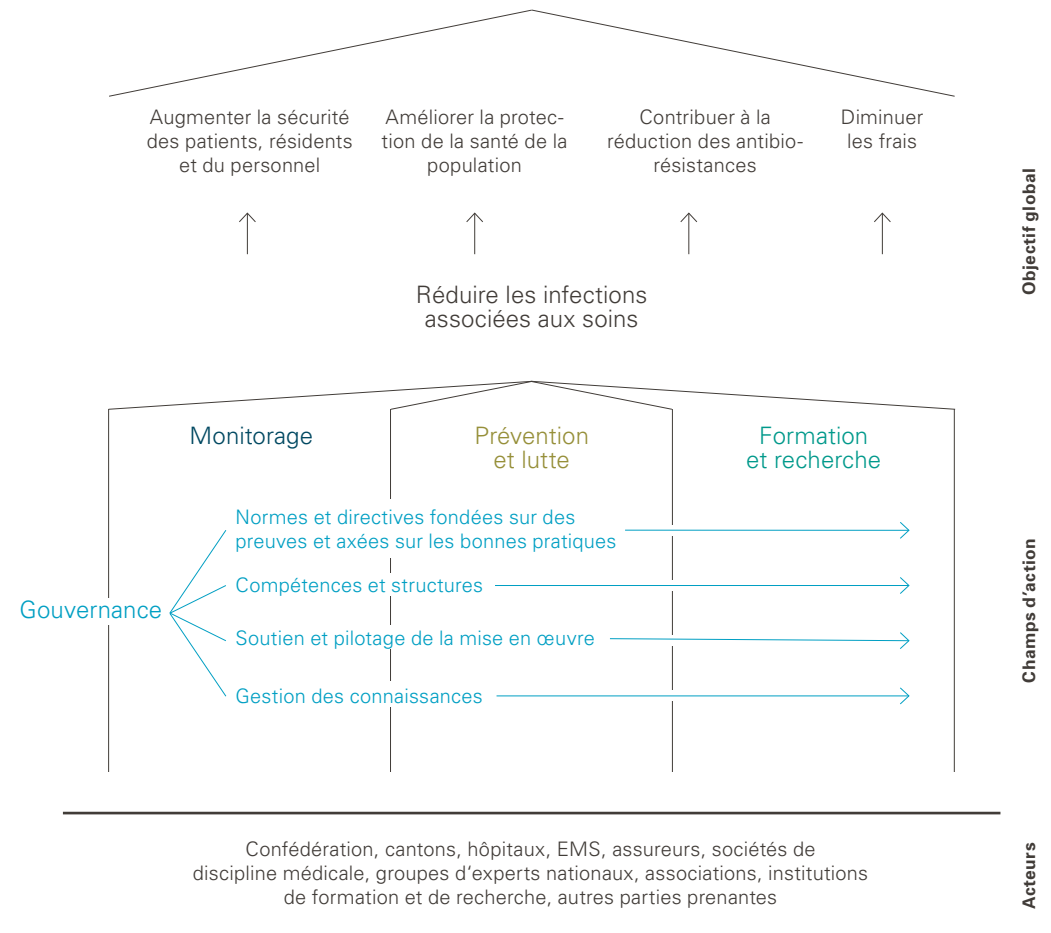 Augmenter la sécurité
des patients, résidents
et du personnel
Améliorer la protec-
tion de la santé de la
population
Contribuer à la
réduction des antibio-
résistances
Diminuer
les frais
Objectif global
Réduire les infections
associées aux soins
Monitorage
Prévention
et lutte
Formation
et recherche
Normes et directives fondées sur des
preuves et axées sur les bonnes pratiques
Compétences et structures
Gouvernance
Soutien et pilotage de la mise en œuvre
Gestion des connaissances
Champs d'action
Confédération, cantons, hôpitaux, EMS, assureurs, sociétés de
discipline médicale, groupes d'experts nationaux, associations, institutions
de formation et de recherche, autres parties prenantes
Acteurs